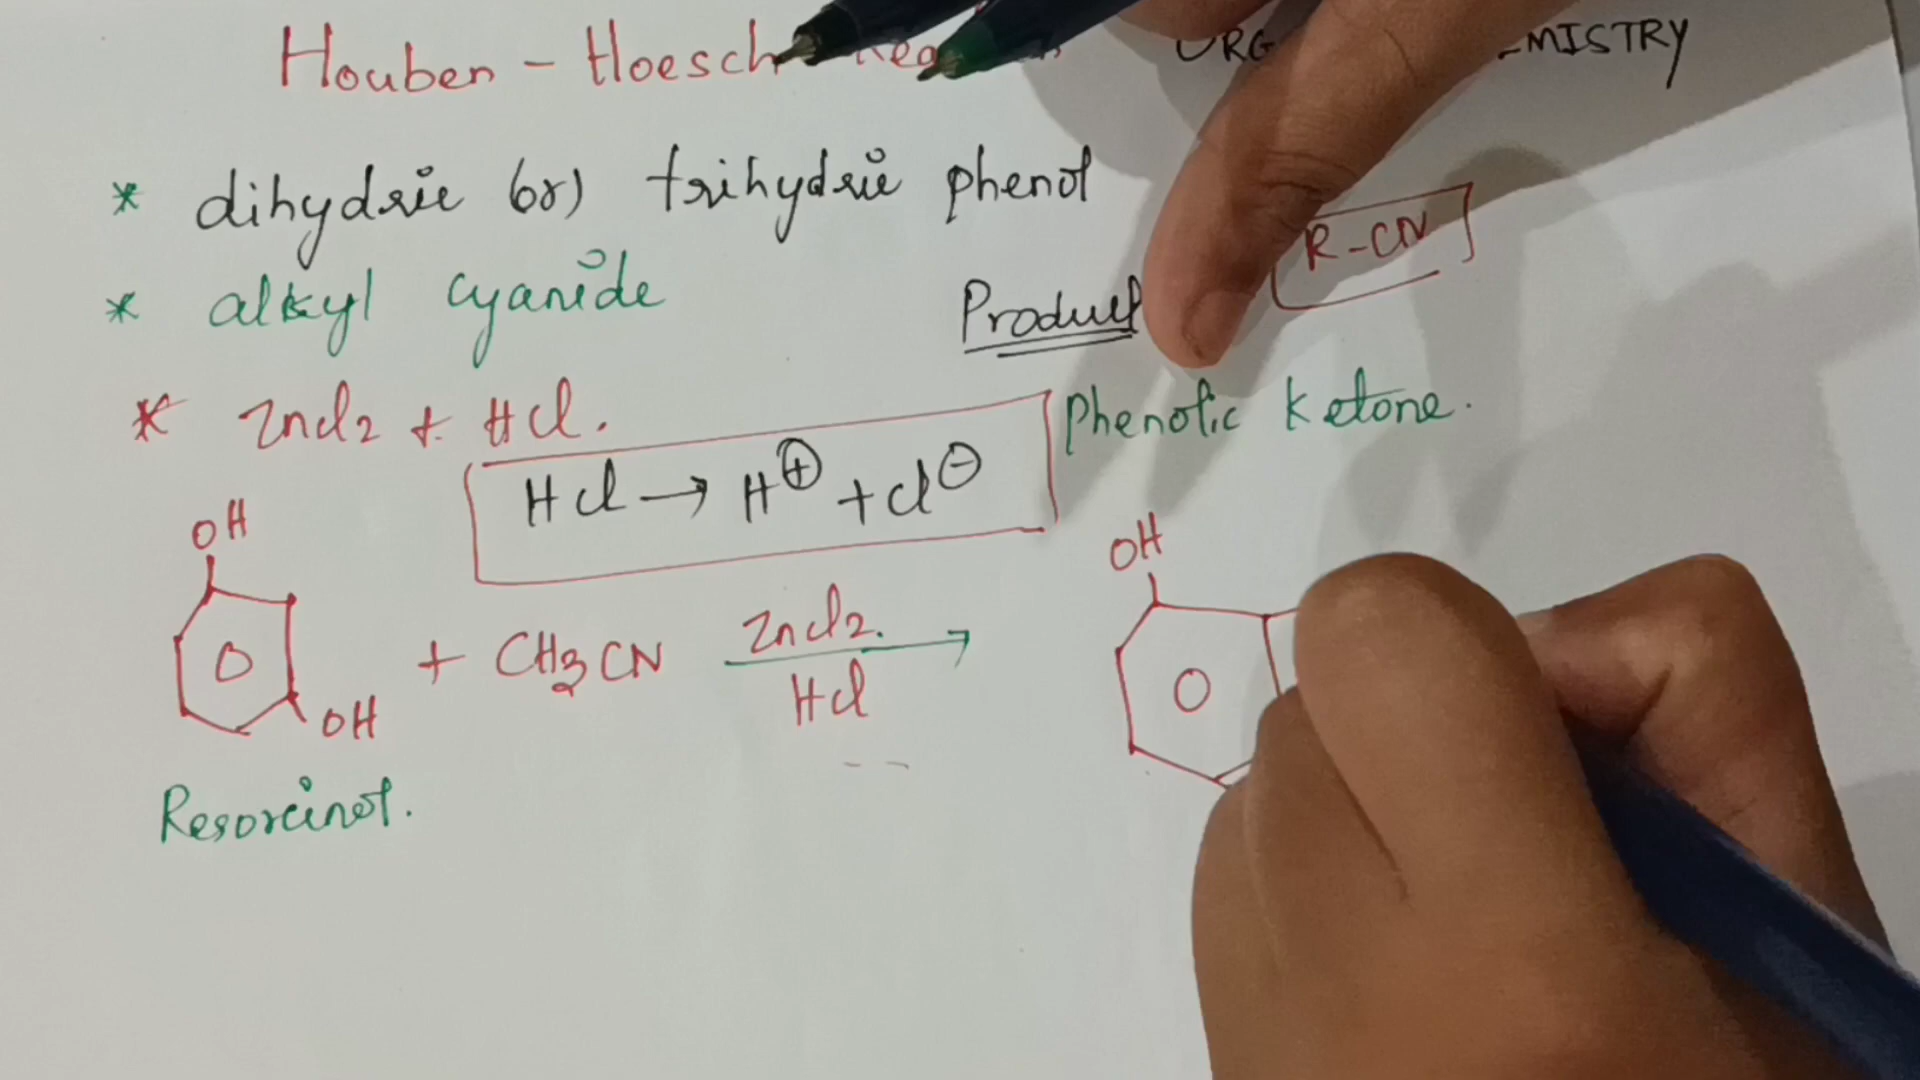 Houben - Hoesch
* dihydric (or) trihydric phenol
R-CN
* alkyl cyanide
Product
* ZnCl2 + HCl.
Phenolic Ketone.
HCl → H⊕ + Cl⊖
OH
OH
+ CH3CN
ZnCl2.
HCl
OH
Resorcinol.